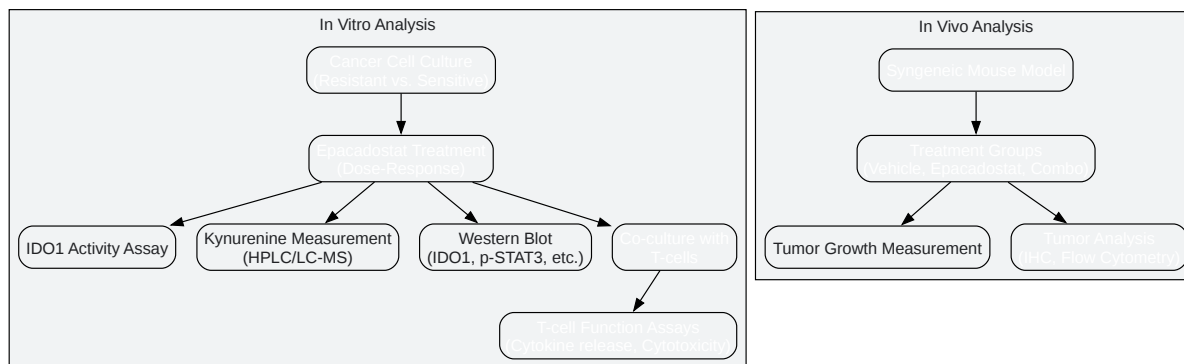 In Vitro Analysis
Cancer Cell Culture
(Resistant vs. Sensitive)
Epacadostat Treatment
(Dose-Response)
IDO1 Activity Assay
Kynurenine Measurement
(HPLC/LC-MS)
Western Blot
(IDO1, p-STAT3, etc.)
Co-culture with
T-cells
T-cell Function Assays
(Cytokine release, Cytotoxicity)
In Vivo Analysis
Syngeneic Mouse Model
Treatment Groups
(Vehicle, Epacadostat, Combo)
Tumor Growth Measurement
Tumor Analysis
(IHC, Flow Cytometry)